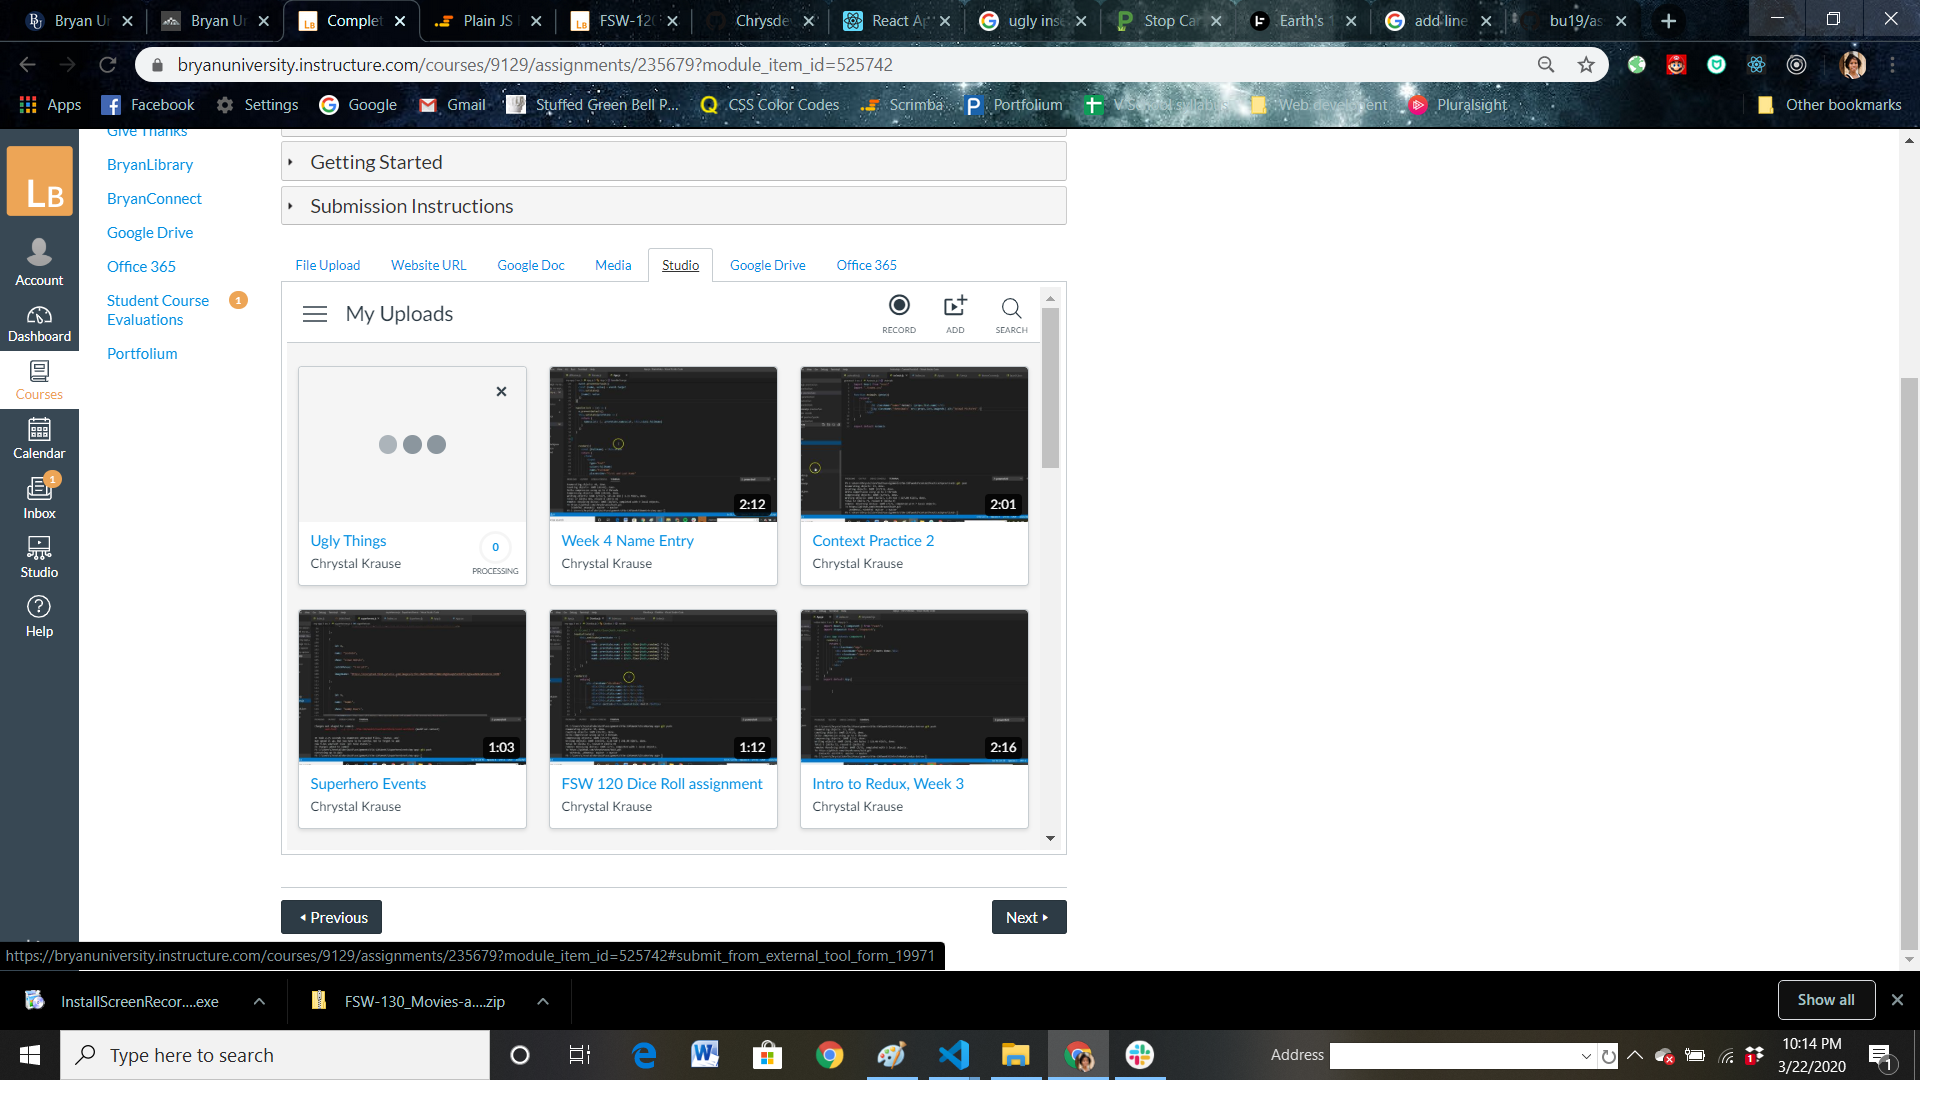 Bryan Un
Bryan Un
Complet
Plain JS
FSW-120
Chrysde
React Ap
ugly inse
Stop Car
Earth's
add line
bu19/as
bryanuniversity.instructure.com/courses/9129/assignments/235679?module_item_id=525742
Apps
Facebook
Settings
Google
Gmail
Stuffed Green Bell P...
CSS Color Codes
Scrimba
Portfolium
V School syllabus
Web development
Pluralsight
Other bookmarks
LB
Account
Dashboard
Courses
Calendar
1
Inbox
Studio
Help
Give Thanks
BryanLibrary
BryanConnect
Google Drive
Office 365
Student Course
Evaluations
1
Portfolium
Getting Started
Submission Instructions
File Upload
Website URL
Google Doc
Media
Studio
Google Drive
Office 365
My Uploads
RECORD
ADD
SEARCH
Ugly Things
Chrystal Krause
0
PROCESSING
2:12
Week 4 Name Entry
Chrystal Krause
2:01
Context Practice 2
Chrystal Krause
1:03
Superhero Events
Chrystal Krause
1:12
FSW 120 Dice Roll assignment
Chrystal Krause
2:16
Intro to Redux, Week 3
Chrystal Krause
Previous
Next
https://bryanuniversity.instructure.com/courses/9129/assignments/235679?module_item_id=525742#submit_from_external_tool_form_19971
InstallScreenRecor....exe
FSW-130_Movies-a....zip
Show all
Type here to search
Address
10:14 PM
3/22/2020
1